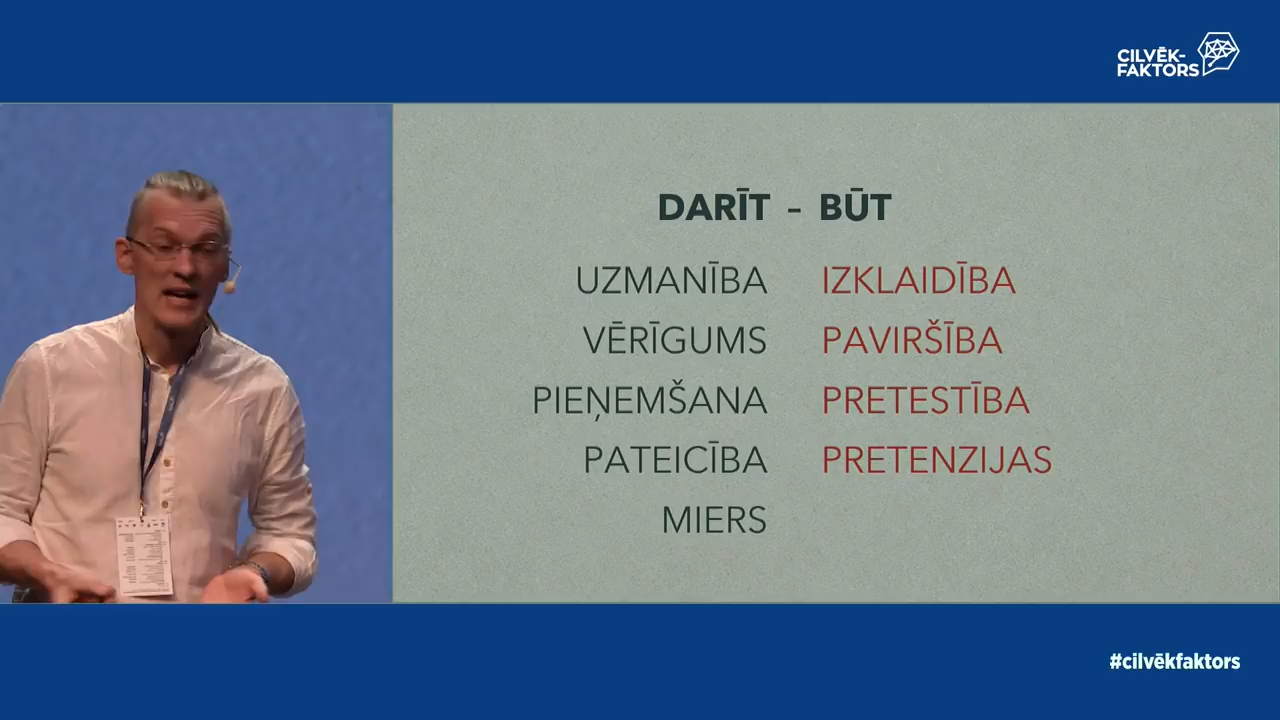 CILVĒK-
FAKTORS
DARĪT - BŪT
UZMANĪBA IZKLAIDĪBA
VĒRĪGUMS PAVIRŠĪBA
PIEŅEMŠANA PRETESTĪBA
PATEICĪBA PRETENZIJAS
MIERS
#cilvēkfaktors